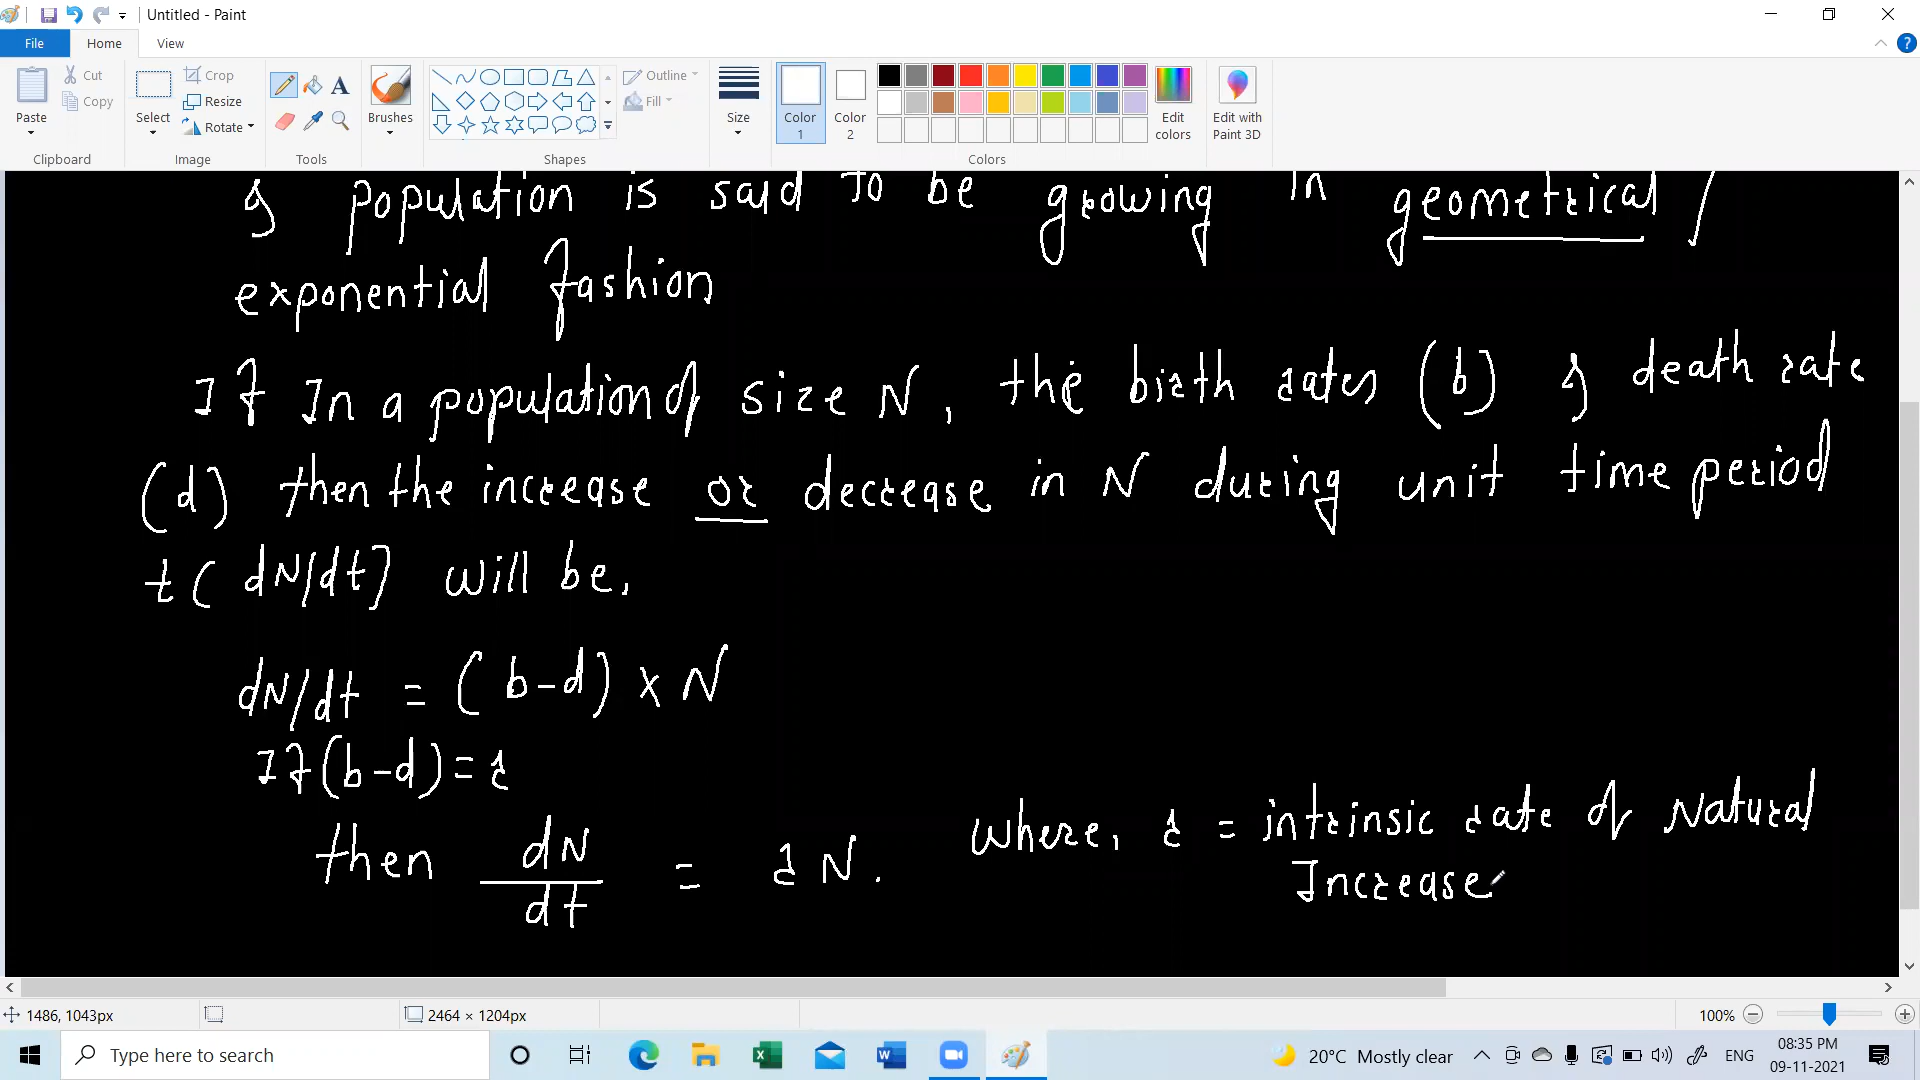 Untitled - Paint
File Home View
Paste Cut Copy Select Crop Resize Rotate Brushes Outline Fill Size Color 1 Color 2 Edit colors Edit with Paint 3D
Clipboard Image Tools Shapes Colors
& population is said to be growing in geometrical /
exponential fashion
If In a population of size N, the birth rates (b) & death rate
(d) then the increase or decrease in N during unit time period
t ( dN/dt] will be,
dN/dt = (b-d) x N
If (b-d) = r
then dN/dt = r N. where, r = intrinsic rate of Natural
Increase
1486, 1043px 2464 × 1204px 100%
Type here to search 20°C Mostly clear ENG 08:35 PM
09-11-2021